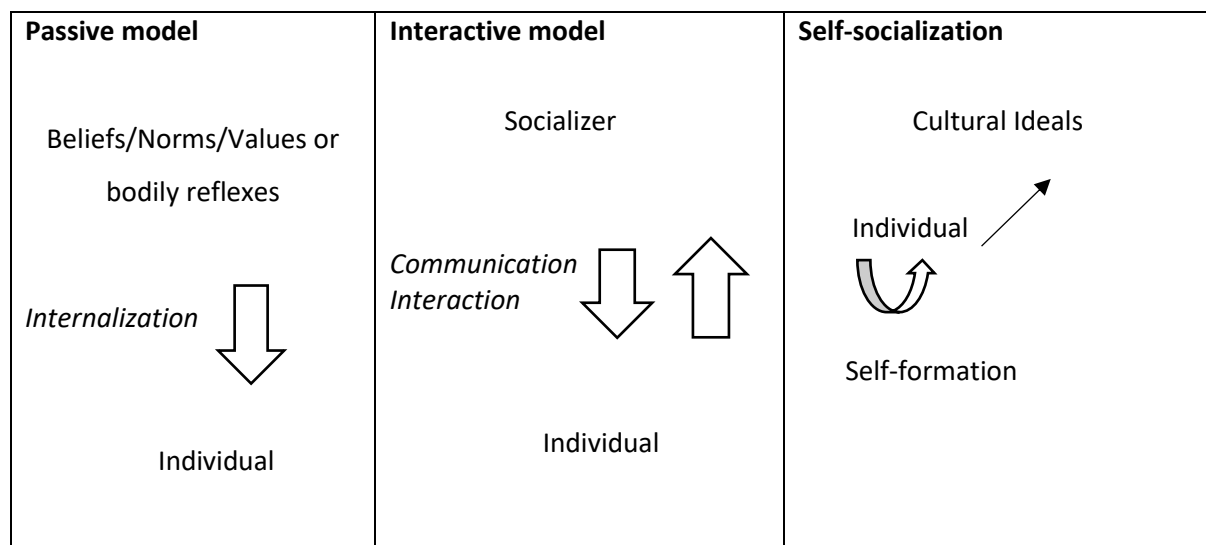 Passive model
Beliefs/Norms/Values or
bodily reflexes
Internalization
Individual
Interactive model
Socializer
Communication
Interaction
Individual
Self-socialization
Cultural Ideals
Individual
Self-formation